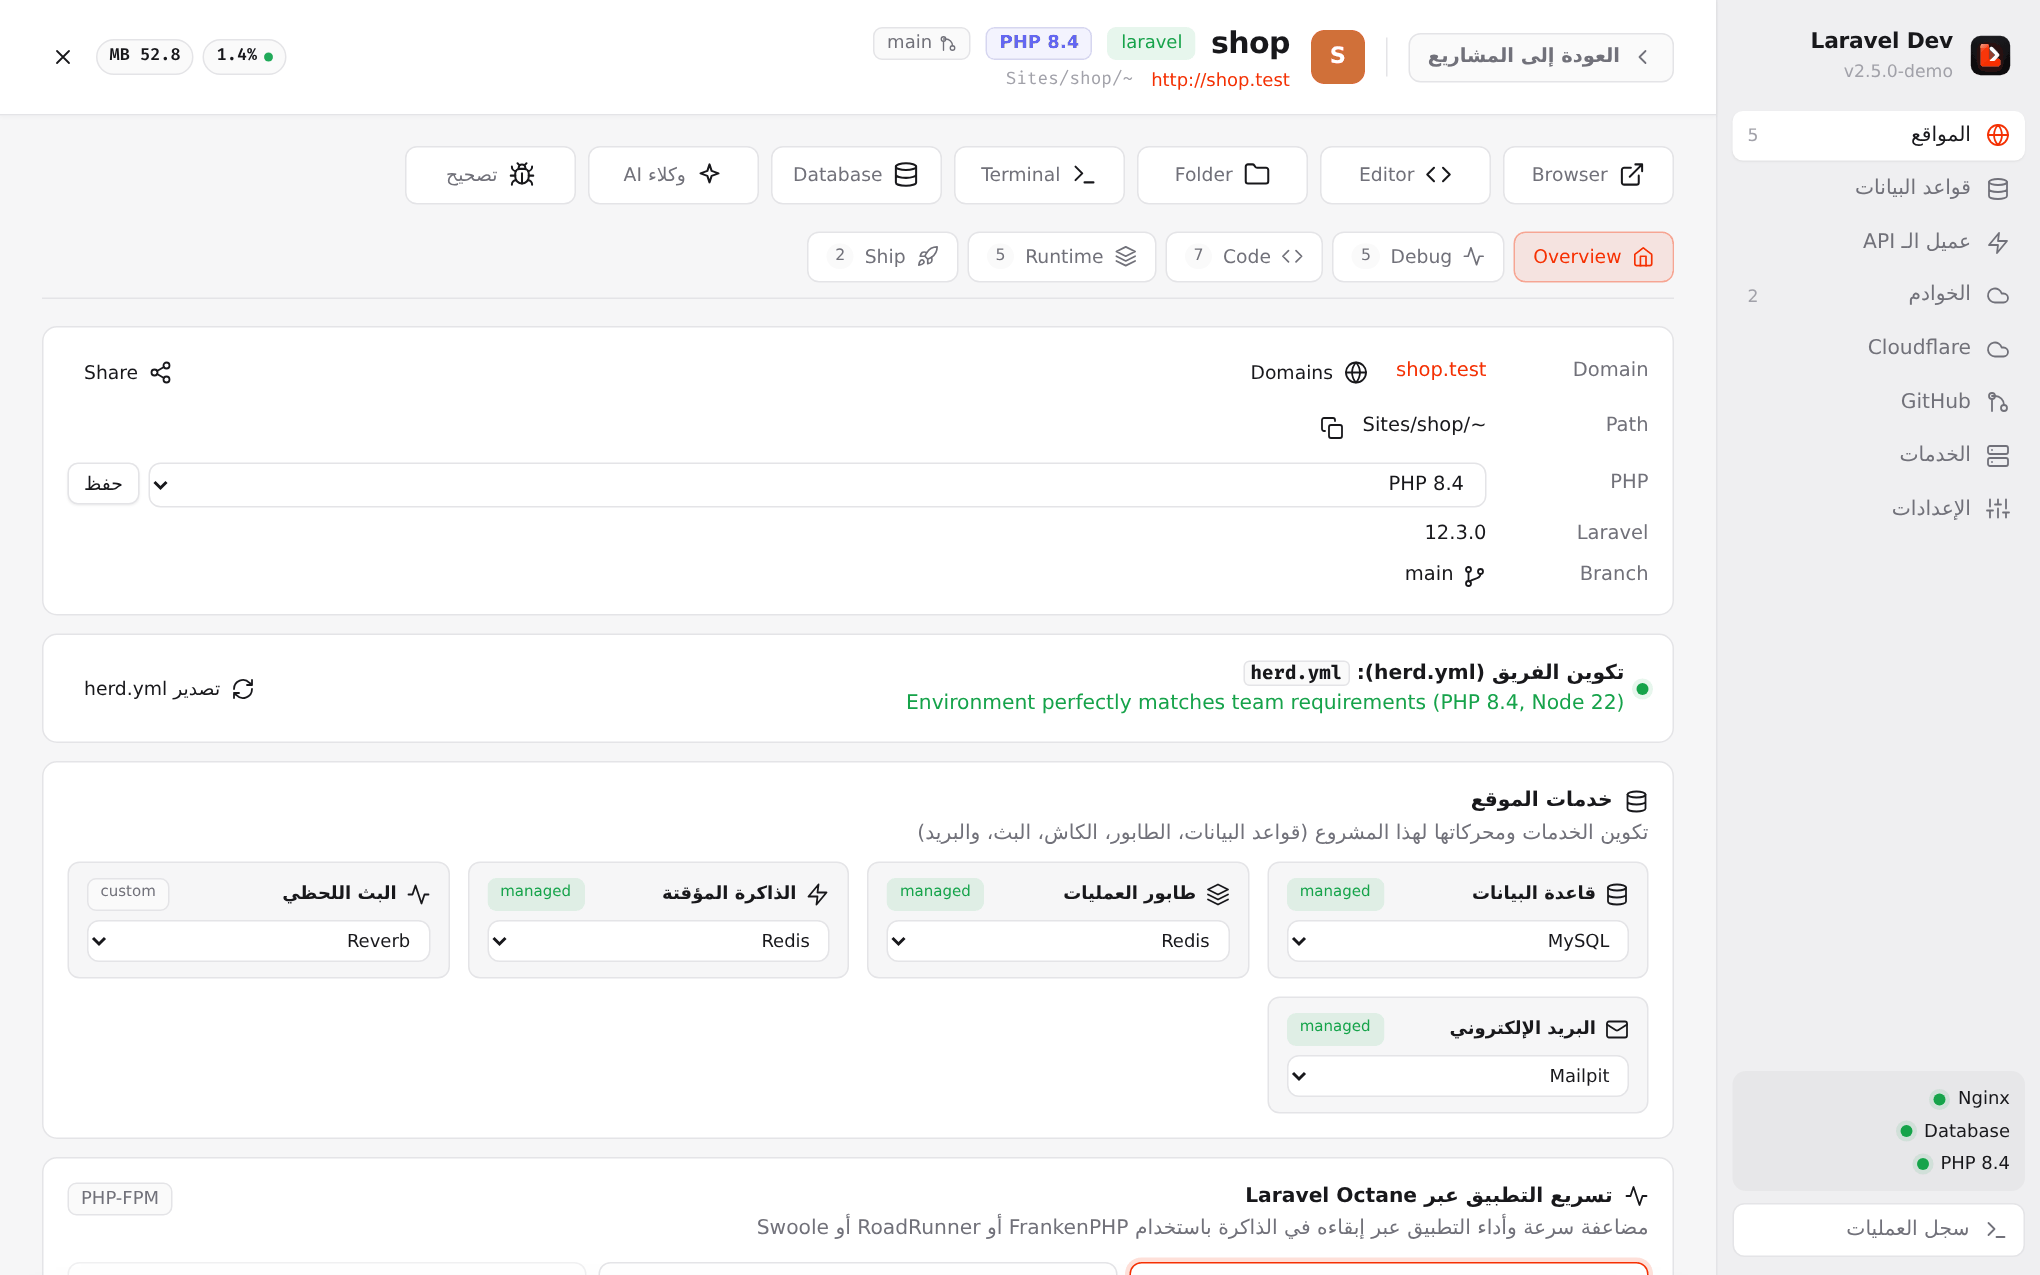 Laravel Dev
v2.5.0-demo
المواقع 5
قواعد البيانات
عميل الـ API
الخوادم 2
Cloudflare
GitHub
الخدمات
الإعدادات
Nginx
Database
PHP 8.4
سجل العمليات
العودة إلى المشاريع
S
shop laravel PHP 8.4 main
http://shop.test Sites/shop/~
1.4% MB 52.8
Browser Editor Folder Terminal Database وكلاء AI تصحيح
Overview Debug 5 Code 7 Runtime 5 Ship 2
Domain shop.test Domains Share
Path Sites/shop/~
PHP PHP 8.4 حفظ
Laravel 12.3.0
Branch main
تكوين الفريق (herd.yml): herd.yml
Environment perfectly matches team requirements (PHP 8.4, Node 22)
تصدير herd.yml
خدمات الموقع
تكوين الخدمات ومحركاتها لهذا المشروع (قواعد البيانات، الطابور، الكاش، البث، والبريد)
قاعدة البيانات managed
MySQL
طابور العمليات managed
Redis
الذاكرة المؤقتة managed
Redis
البث اللحظي custom
Reverb
البريد الإلكتروني managed
Mailpit
تسريع التطبيق عبر Laravel Octane PHP-FPM
مضاعفة سرعة وأداء التطبيق عبر إبقاءه في الذاكرة باستخدام FrankenPHP أو RoadRunner أو Swoole